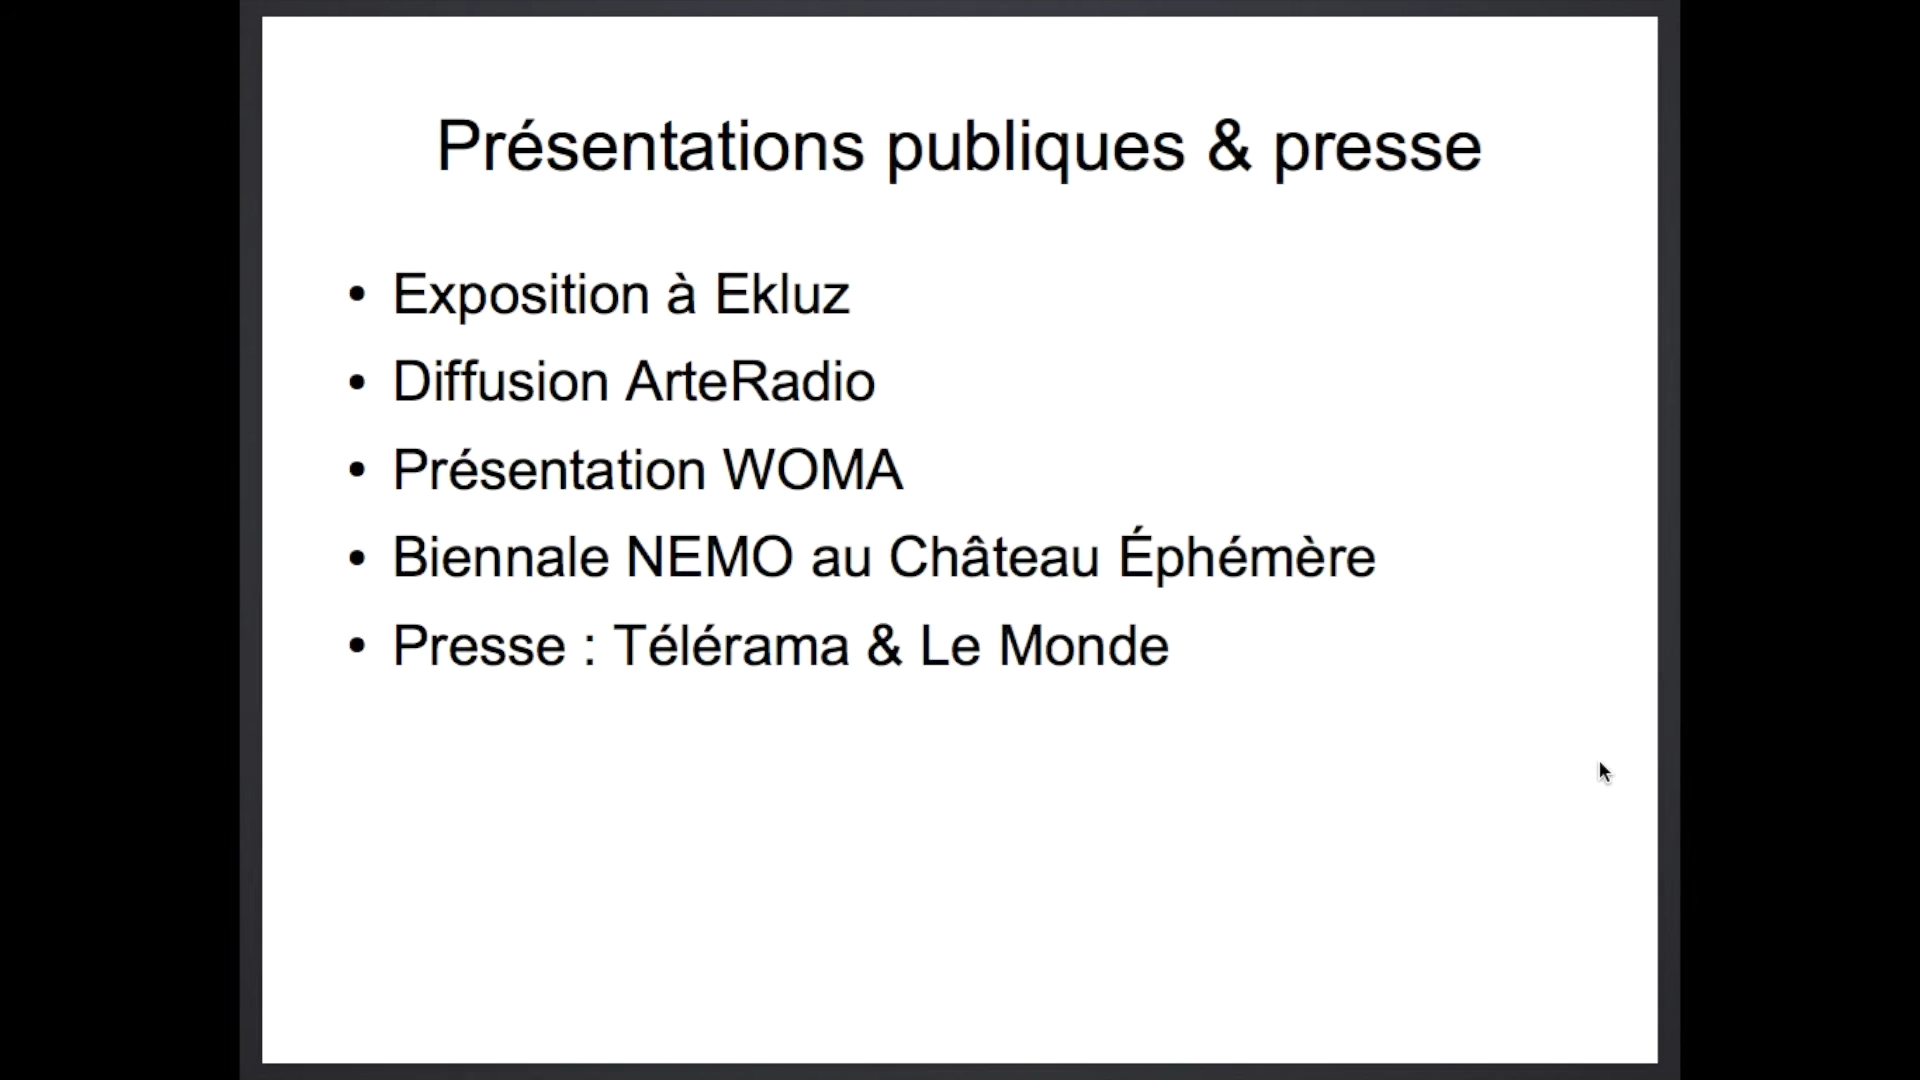 Présentations publiques & presse
• Exposition à Ekluz
• Diffusion ArteRadio
• Présentation WOMA
• Biennale NEMO au Château Éphémère
• Presse : Télérama & Le Monde